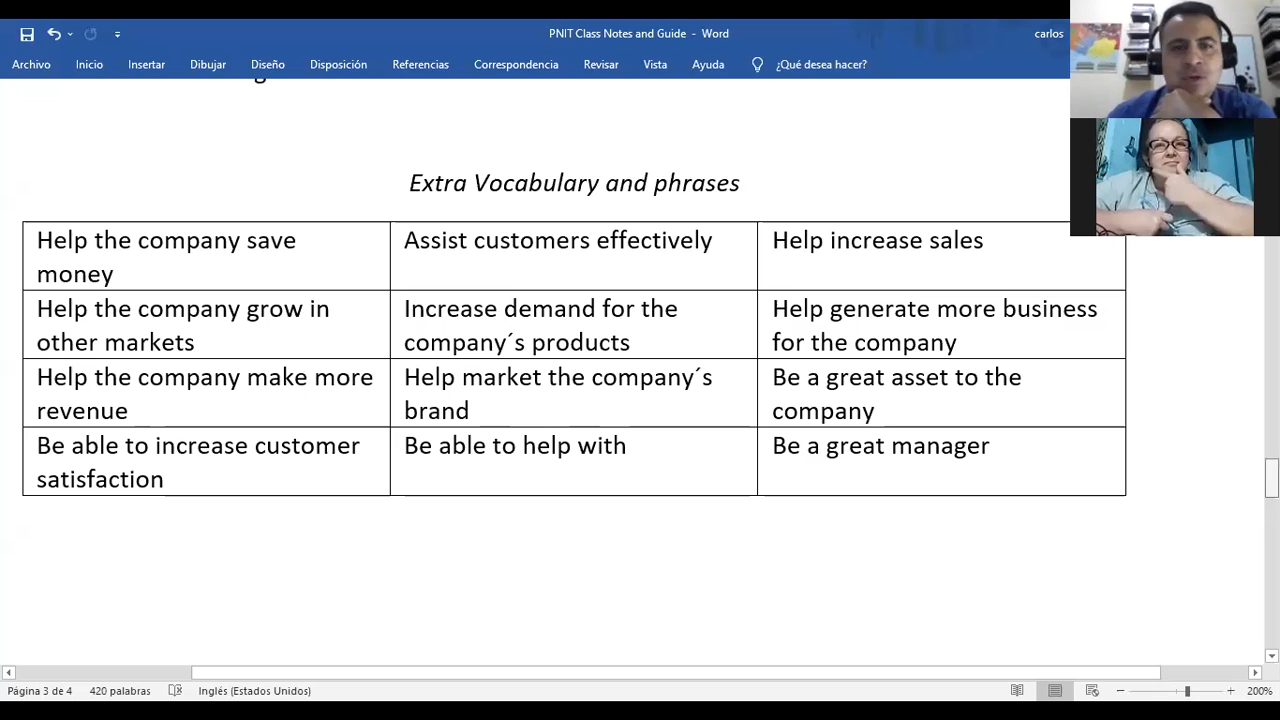 PNIT Class Notes and Guide - Word
carlos
Archivo Inicio Insertar Dibujar Diseño Disposición Referencias Correspondencia Revisar Vista Ayuda ¿Qué desea hacer?
Extra Vocabulary and phrases
Help the company save
money
Assist customers effectively
Help increase sales
Help the company grow in
other markets
Increase demand for the
company´s products
Help generate more business
for the company
Help the company make more
revenue
Help market the company´s
brand
Be a great asset to the
company
Be able to increase customer
satisfaction
Be able to help with
Be a great manager
Página 3 de 4 420 palabras Inglés (Estados Unidos) 200%